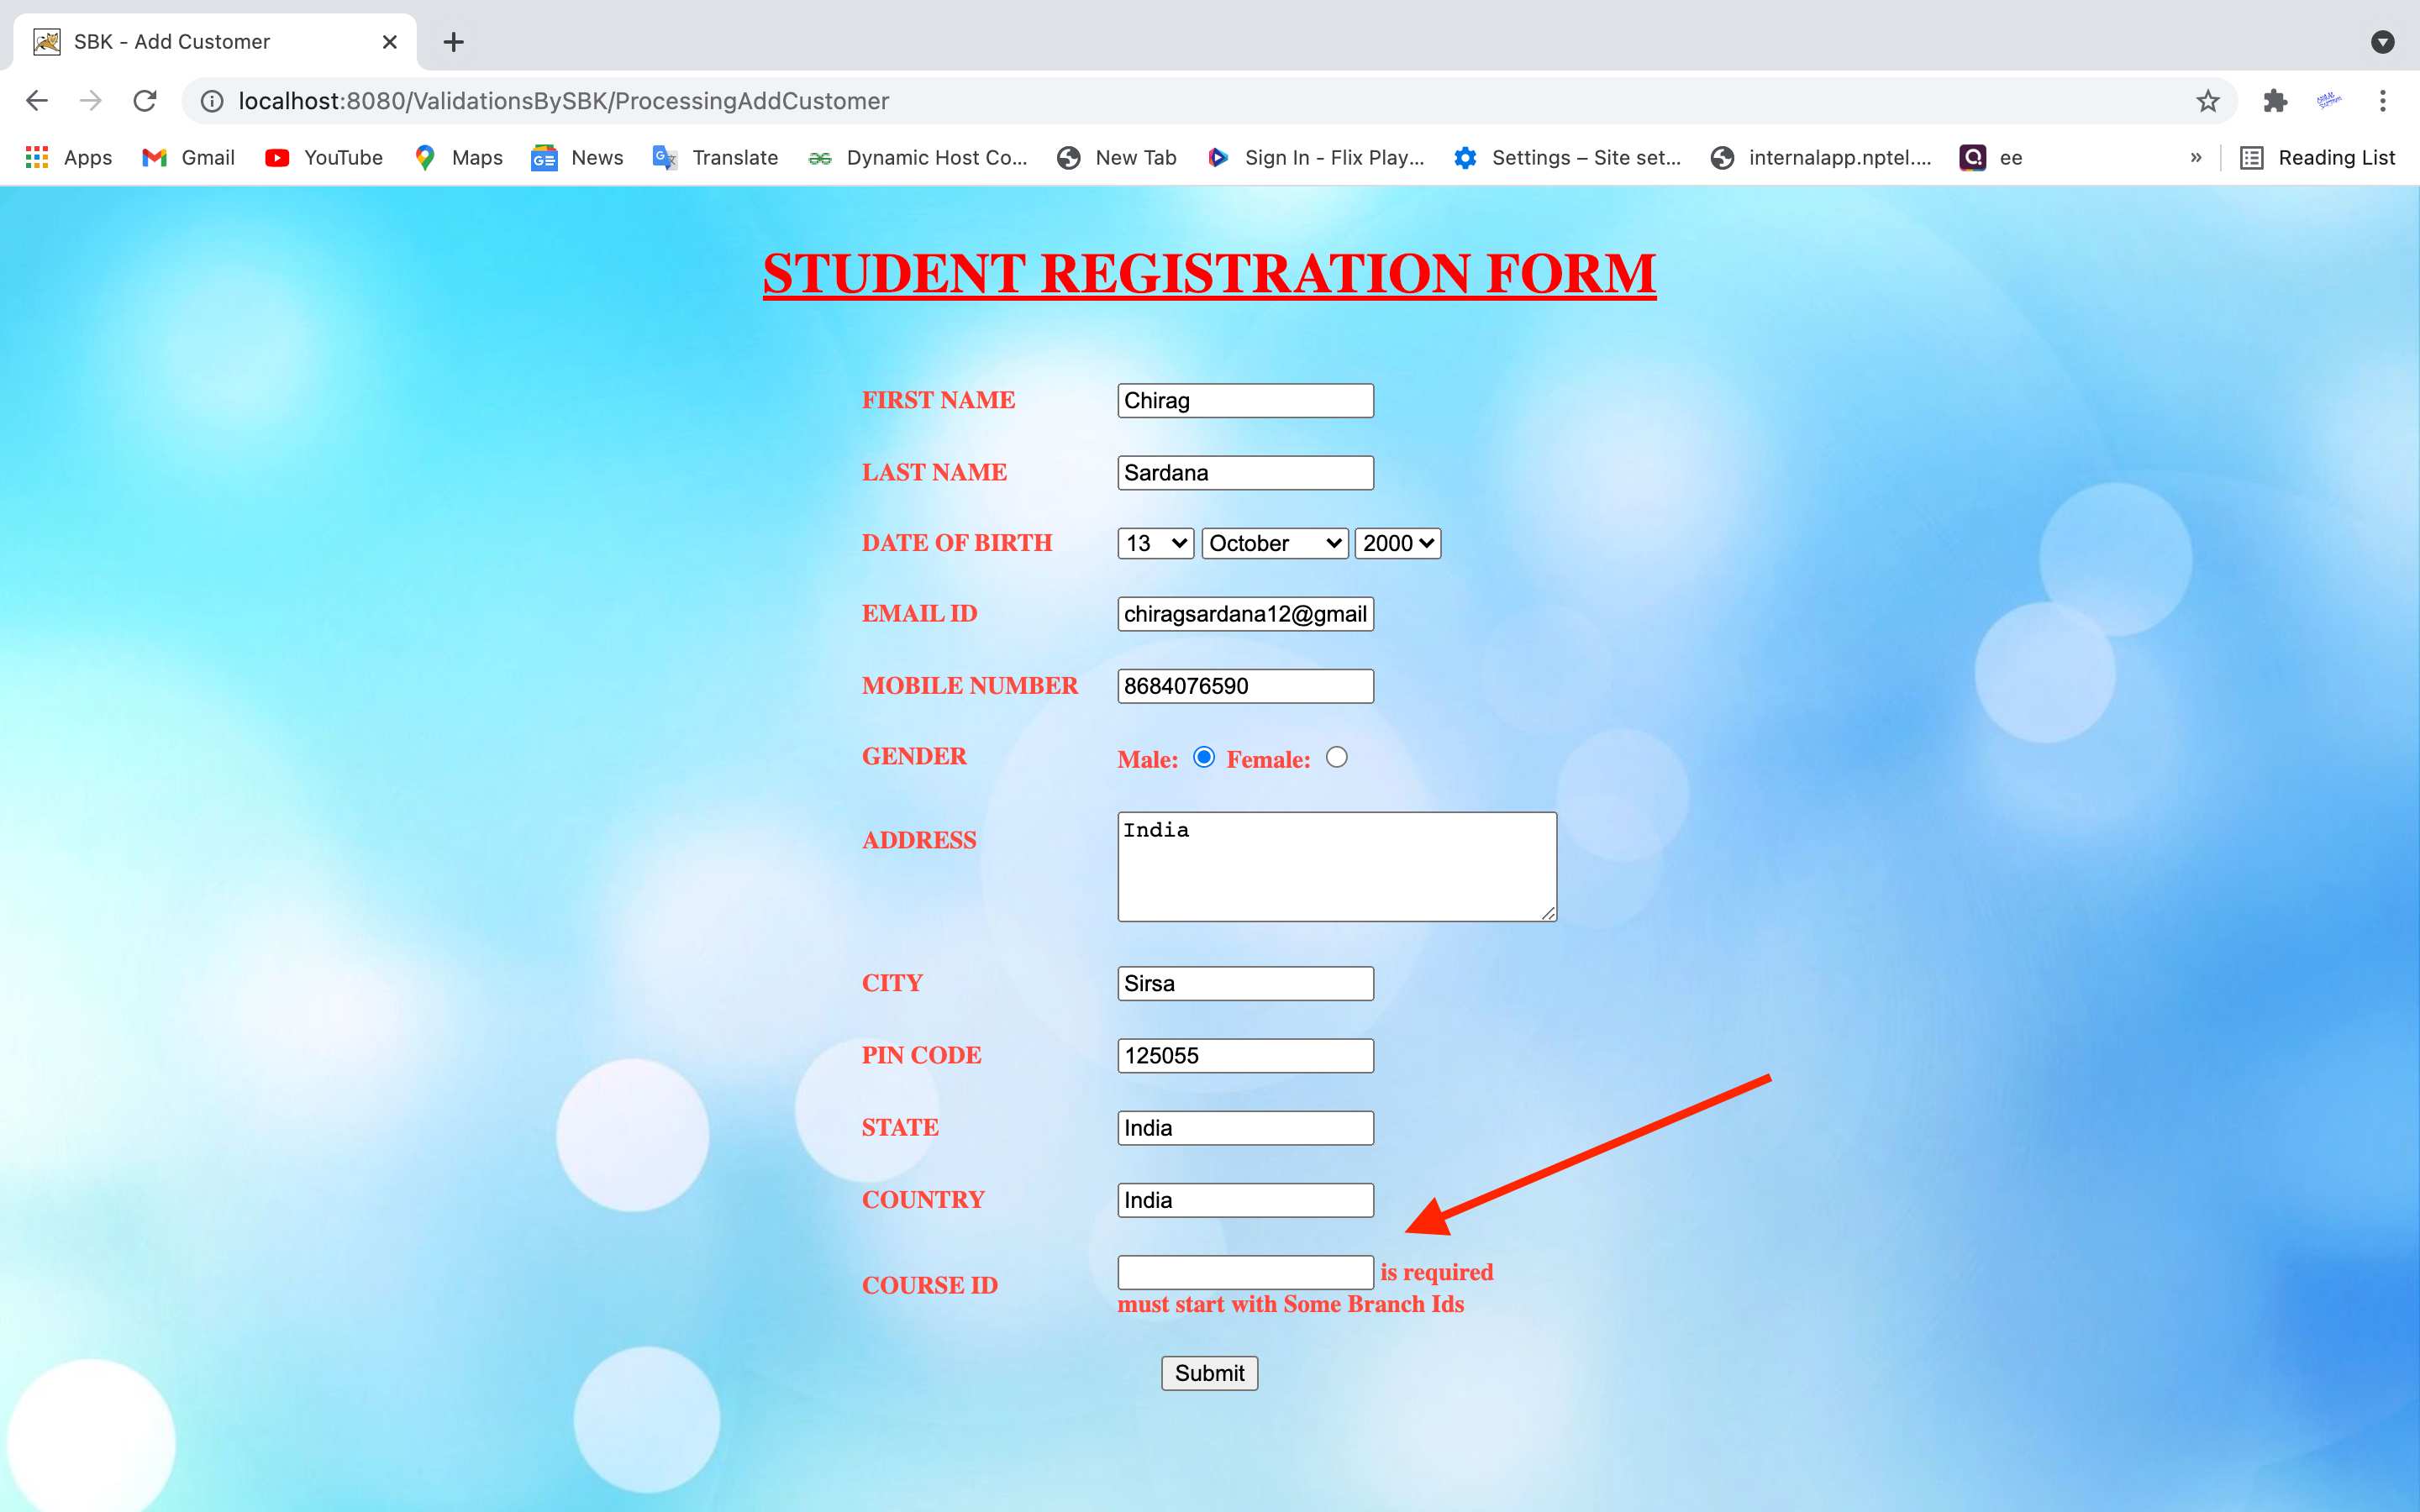 SBK - Add Customer
localhost:8080/ValidationsBySBK/ProcessingAddCustomer
Apps Gmail YouTube Maps News Translate Dynamic Host Co... New Tab Sign In - Flix Play... Settings – Site set... internalapp.nptel.... ee » Reading List
STUDENT REGISTRATION FORM
FIRST NAME Chirag
LAST NAME Sardana
DATE OF BIRTH 13 October 2000
EMAIL ID chiragsardana12@gmail
MOBILE NUMBER 8684076590
GENDER Male: Female:
ADDRESS India
CITY Sirsa
PIN CODE 125055
STATE India
COUNTRY India
COURSE ID is required
must start with Some Branch Ids
Submit